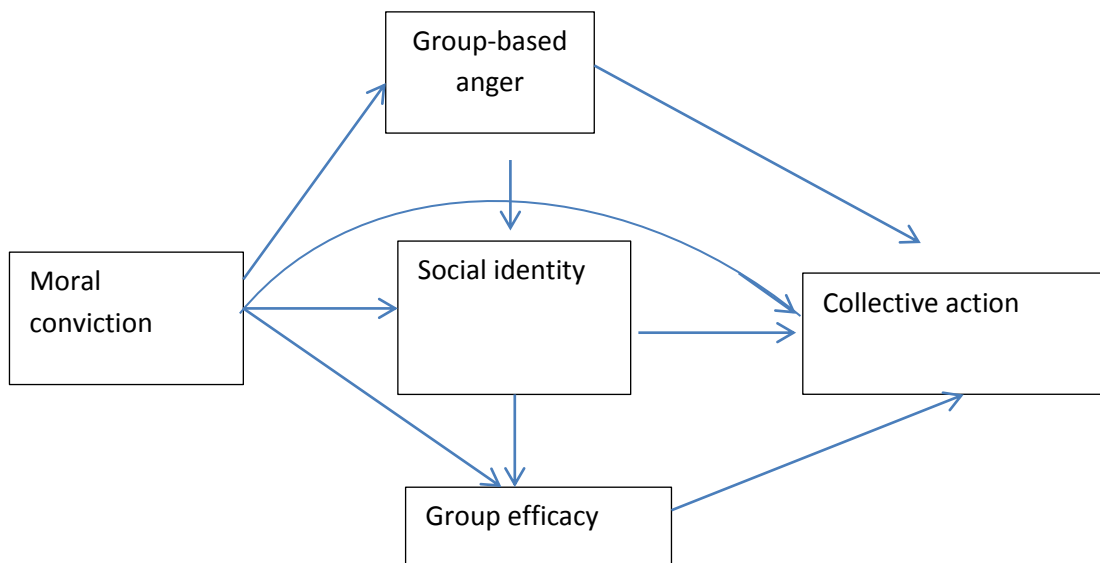 Group-based
anger
Moral
conviction
Social identity
Collective action
Group efficacy